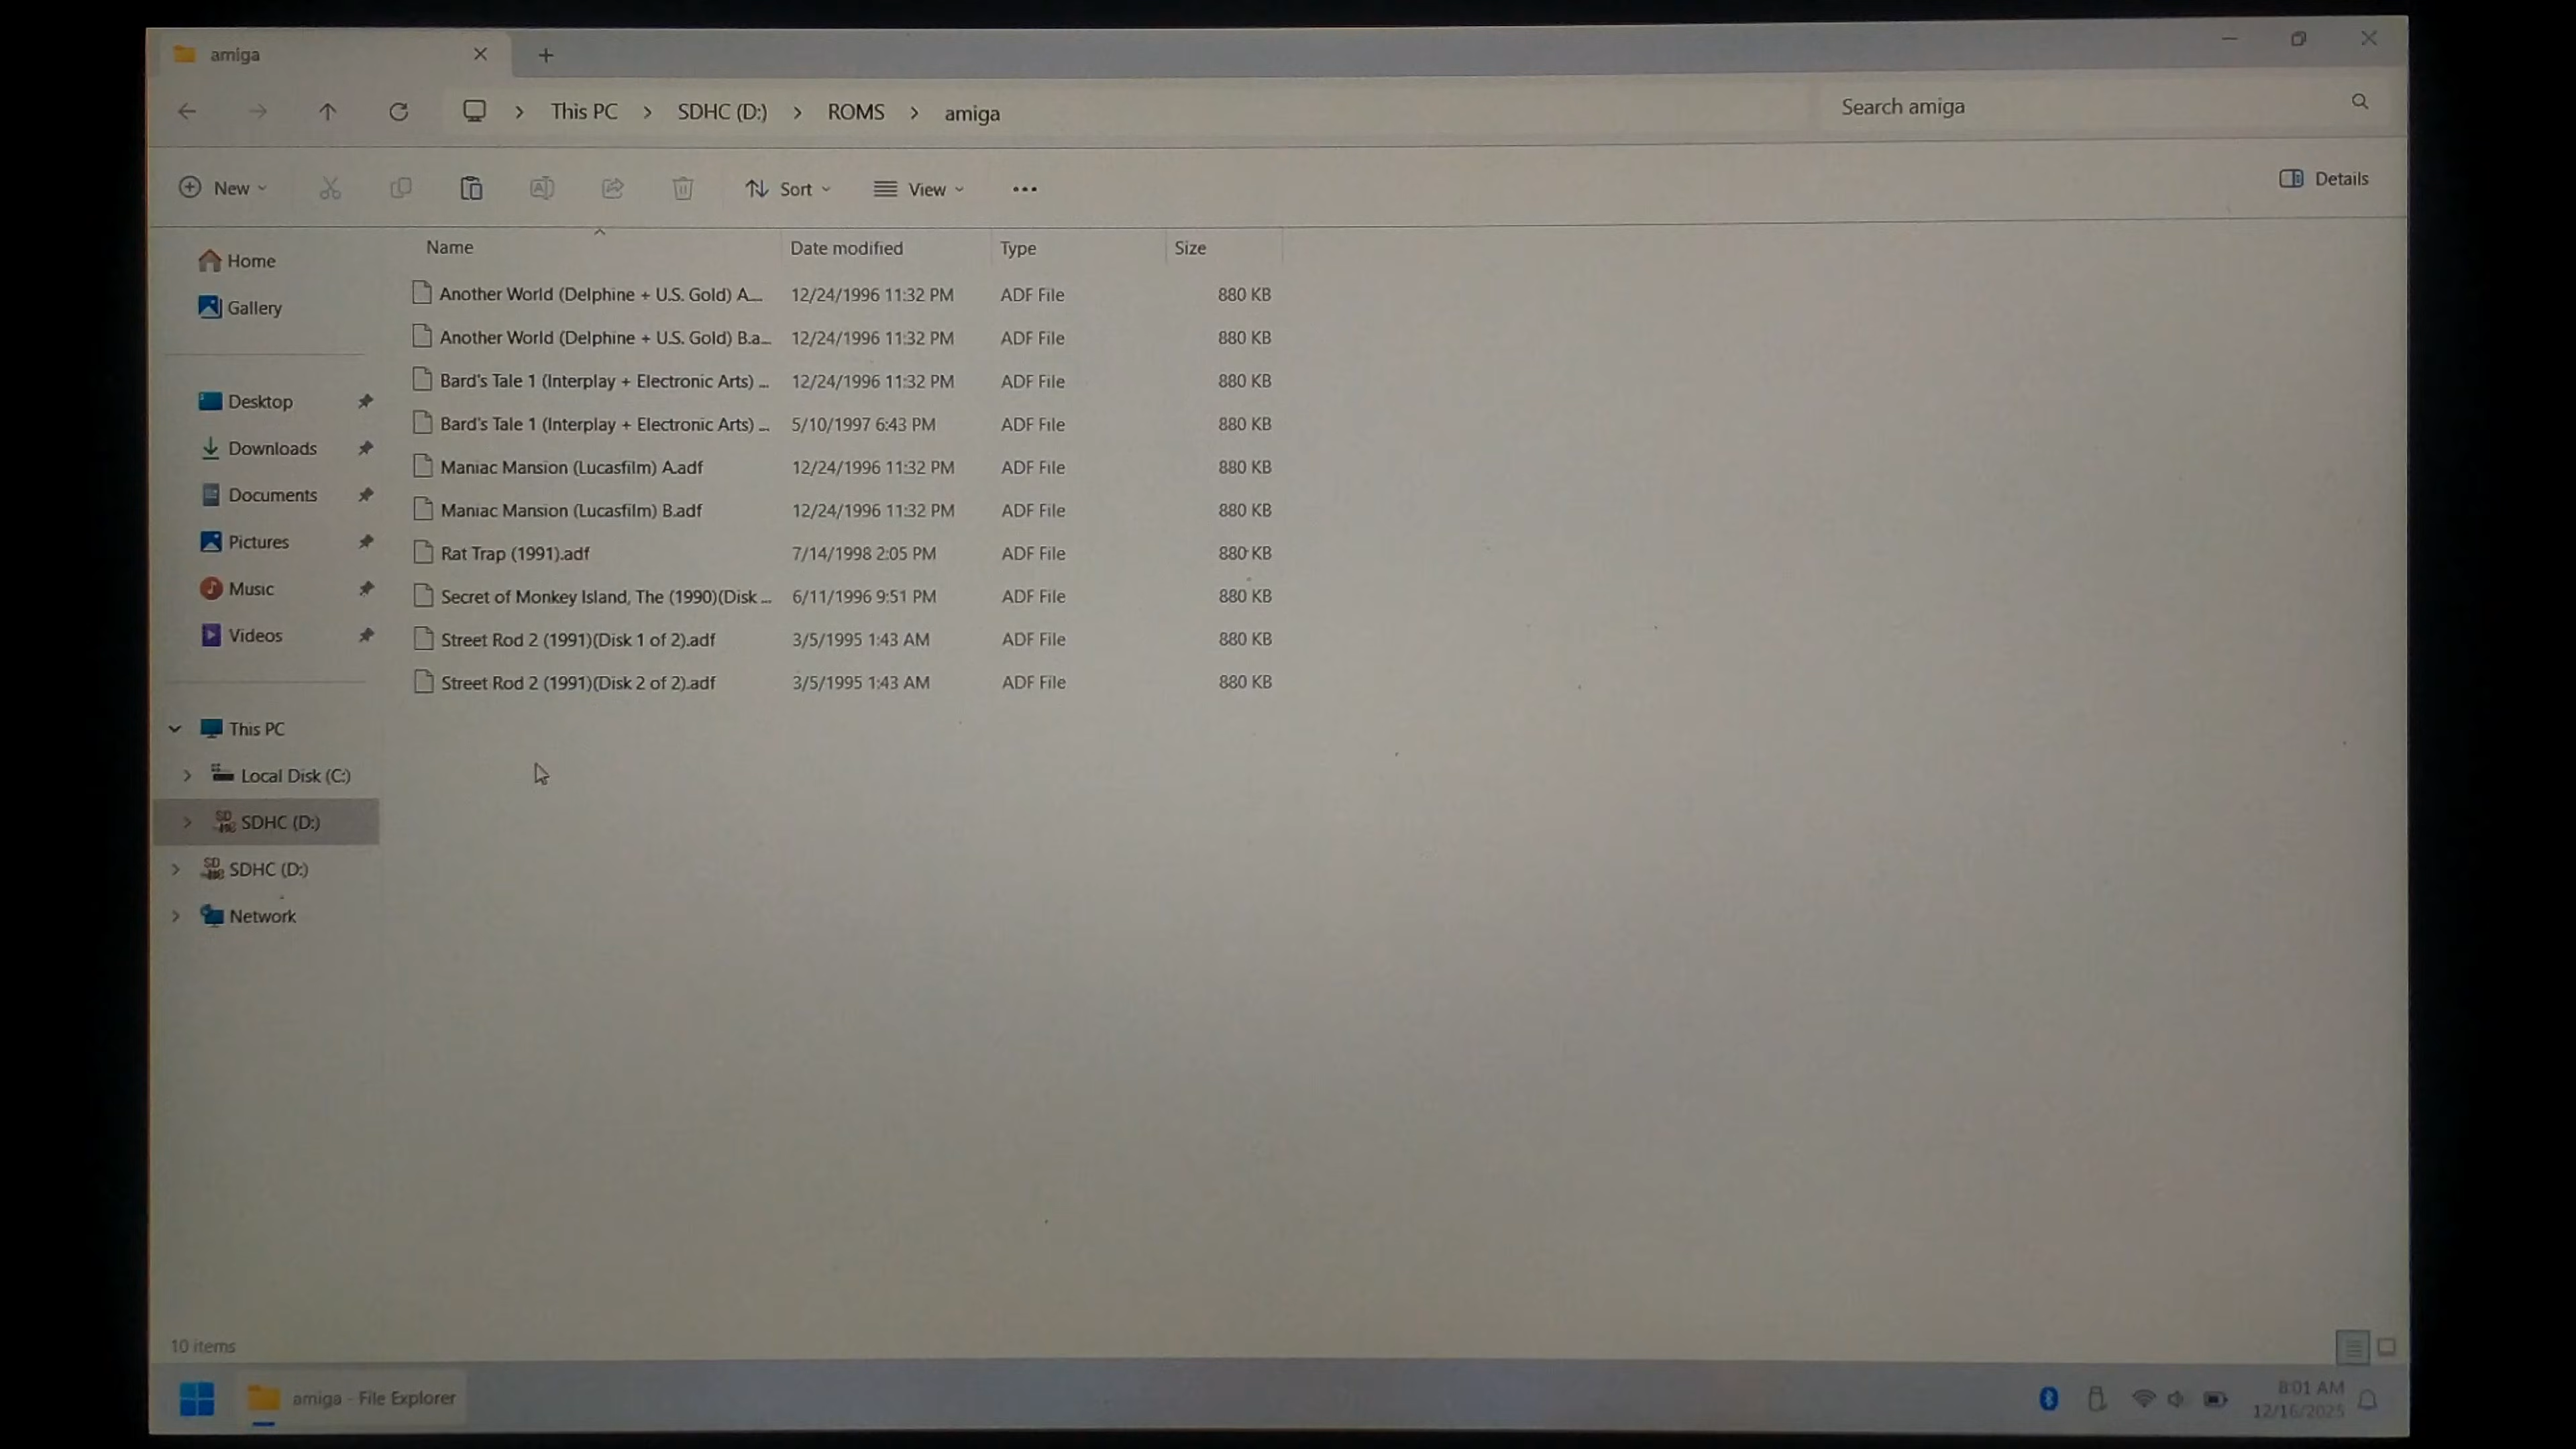 amiga
This PC > SDHC (D:) > ROMS > amiga
Search amiga
New
Sort
View
Details
Name Date modified Type Size
Another World (Delphine + U.S. Gold) A... 12/24/1996 11:32 PM ADF File 880 KB
Another World (Delphine + U.S. Gold) B.a... 12/24/1996 11:32 PM ADF File 880 KB
Bard's Tale 1 (Interplay + Electronic Arts) ... 12/24/1996 11:32 PM ADF File 880 KB
Bard's Tale 1 (Interplay + Electronic Arts) ... 5/10/1997 6:43 PM ADF File 880 KB
Maniac Mansion (Lucasfilm) A.adf 12/24/1996 11:32 PM ADF File 880 KB
Maniac Mansion (Lucasfilm) B.adf 12/24/1996 11:32 PM ADF File 880 KB
Rat Trap (1991).adf 7/14/1998 2:05 PM ADF File 880 KB
Secret of Monkey Island, The (1990)(Disk ... 6/11/1996 9:51 PM ADF File 880 KB
Street Rod 2 (1991)(Disk 1 of 2).adf 3/5/1995 1:43 AM ADF File 880 KB
Street Rod 2 (1991)(Disk 2 of 2).adf 3/5/1995 1:43 AM ADF File 880 KB
Home
Gallery
Desktop
Downloads
Documents
Pictures
Music
Videos
This PC
Local Disk (C:)
SDHC (D:)
SDHC (D:)
Network
10 items
amiga - File Explorer
8:01 AM
12/16/2025